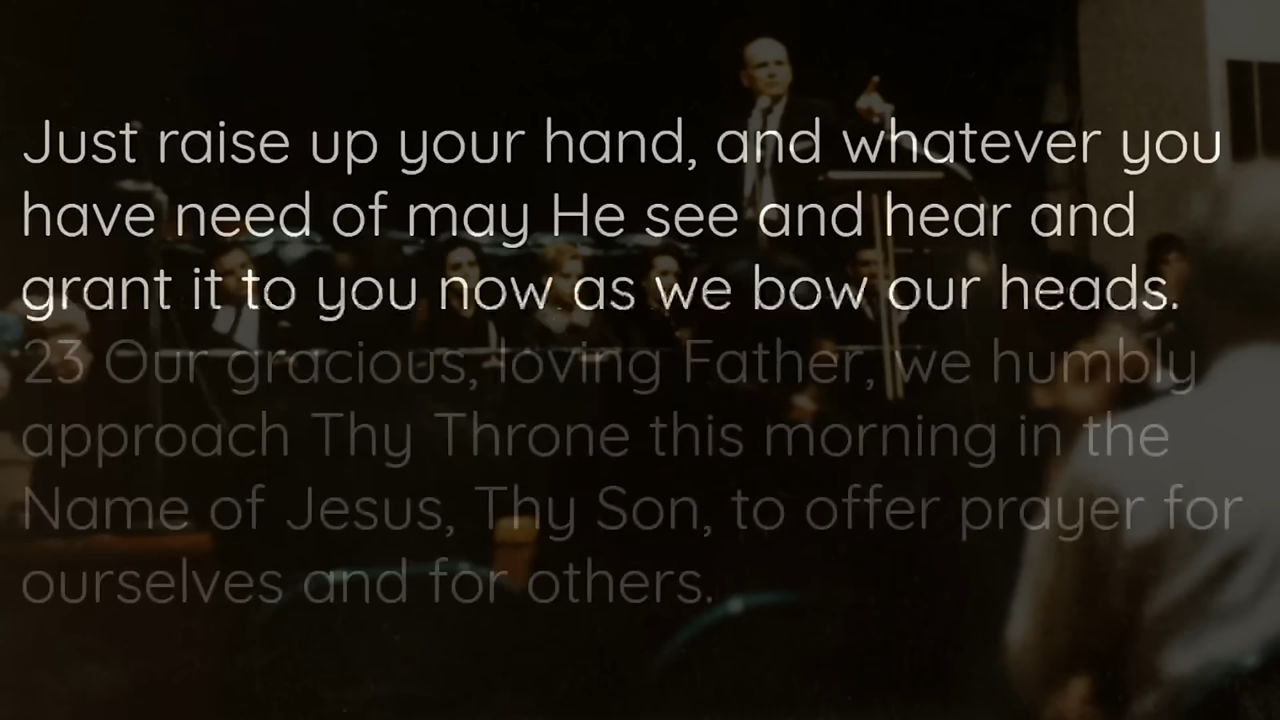 Just raise up your hand, and whatever you
have need of may He see and hear and
grant it to you now as we bow our heads.
23 Our gracious, loving Father, we humbly
approach Thy Throne this morning in the
Name of Jesus, Thy Son, to offer prayer for
ourselves and for others.